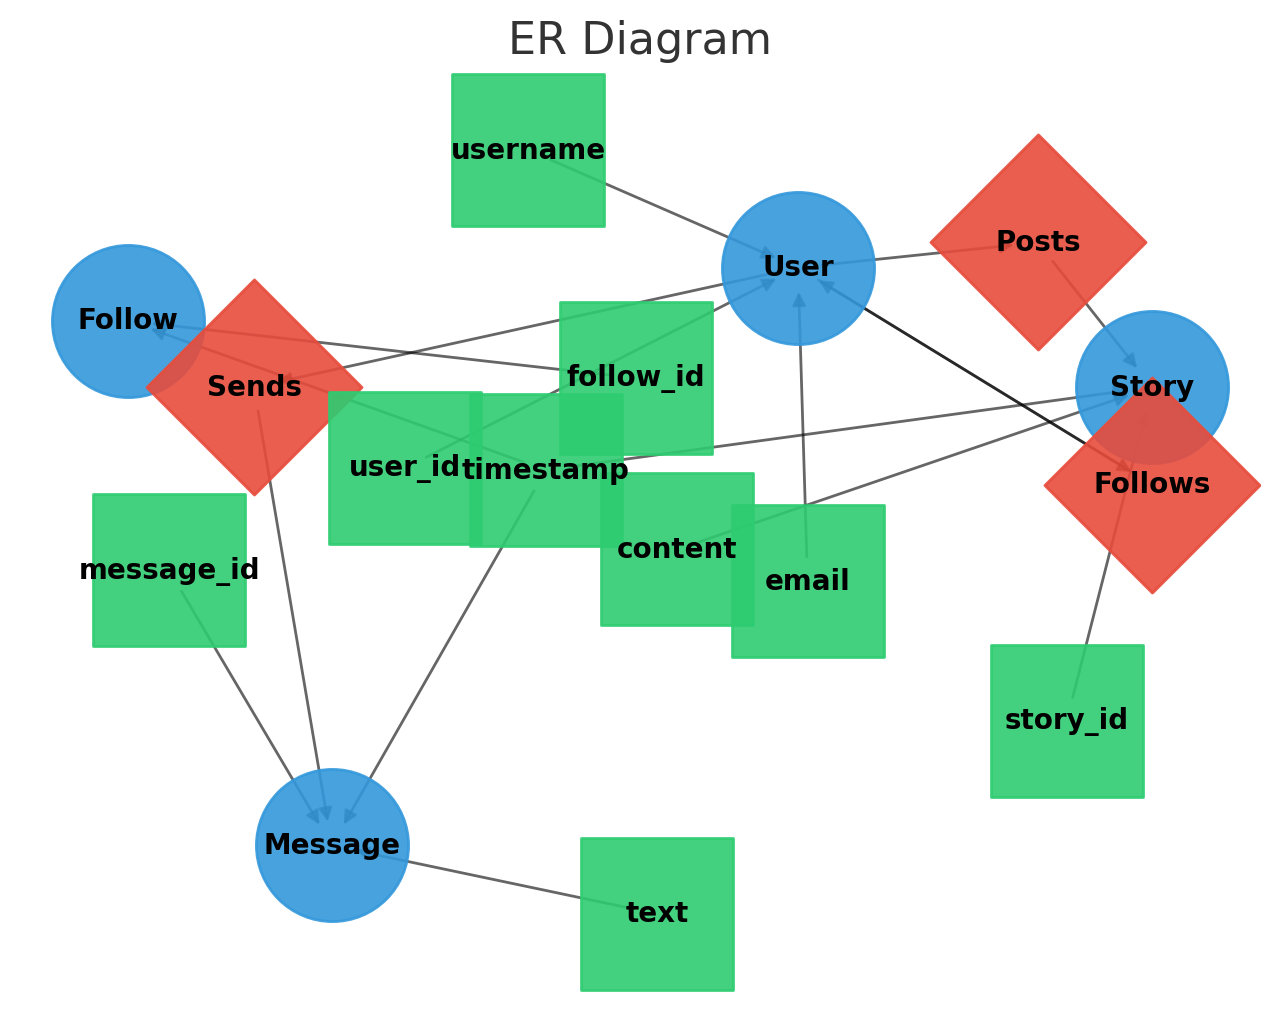 ER Diagram
username
Posts
User
Follow
follow_id
Sends
Story
user_id
timestamp
Follows
content
message_id
email
story_id
Message
text